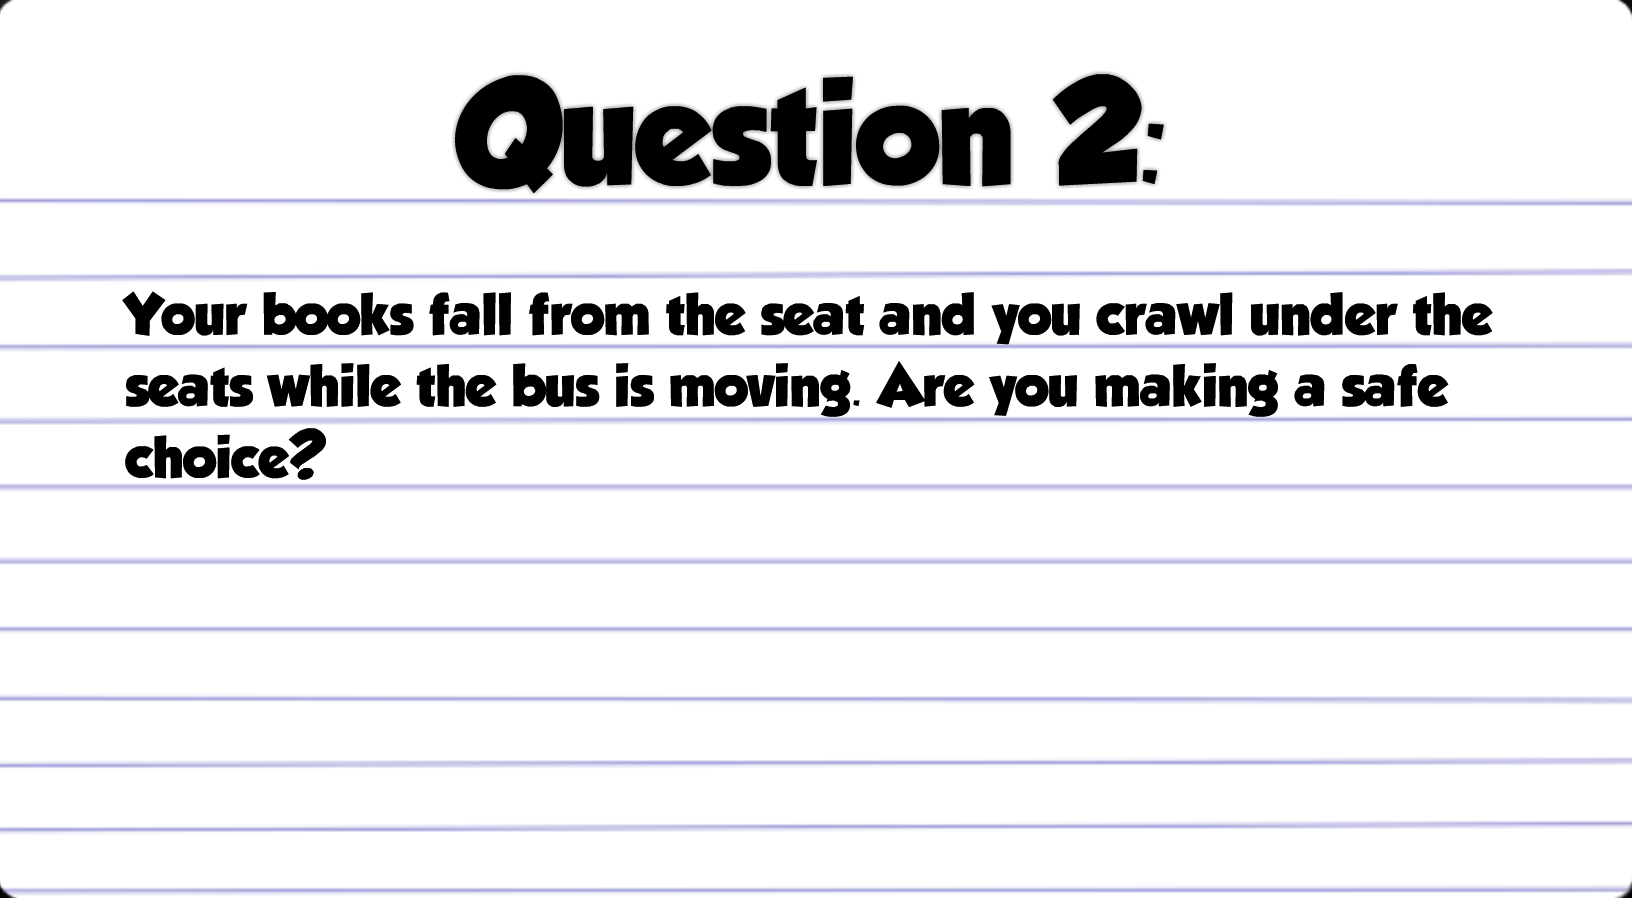 Question 2:
Your books fall from the seat and you crawl under the
seats while the bus is moving. Are you making a safe
choice?